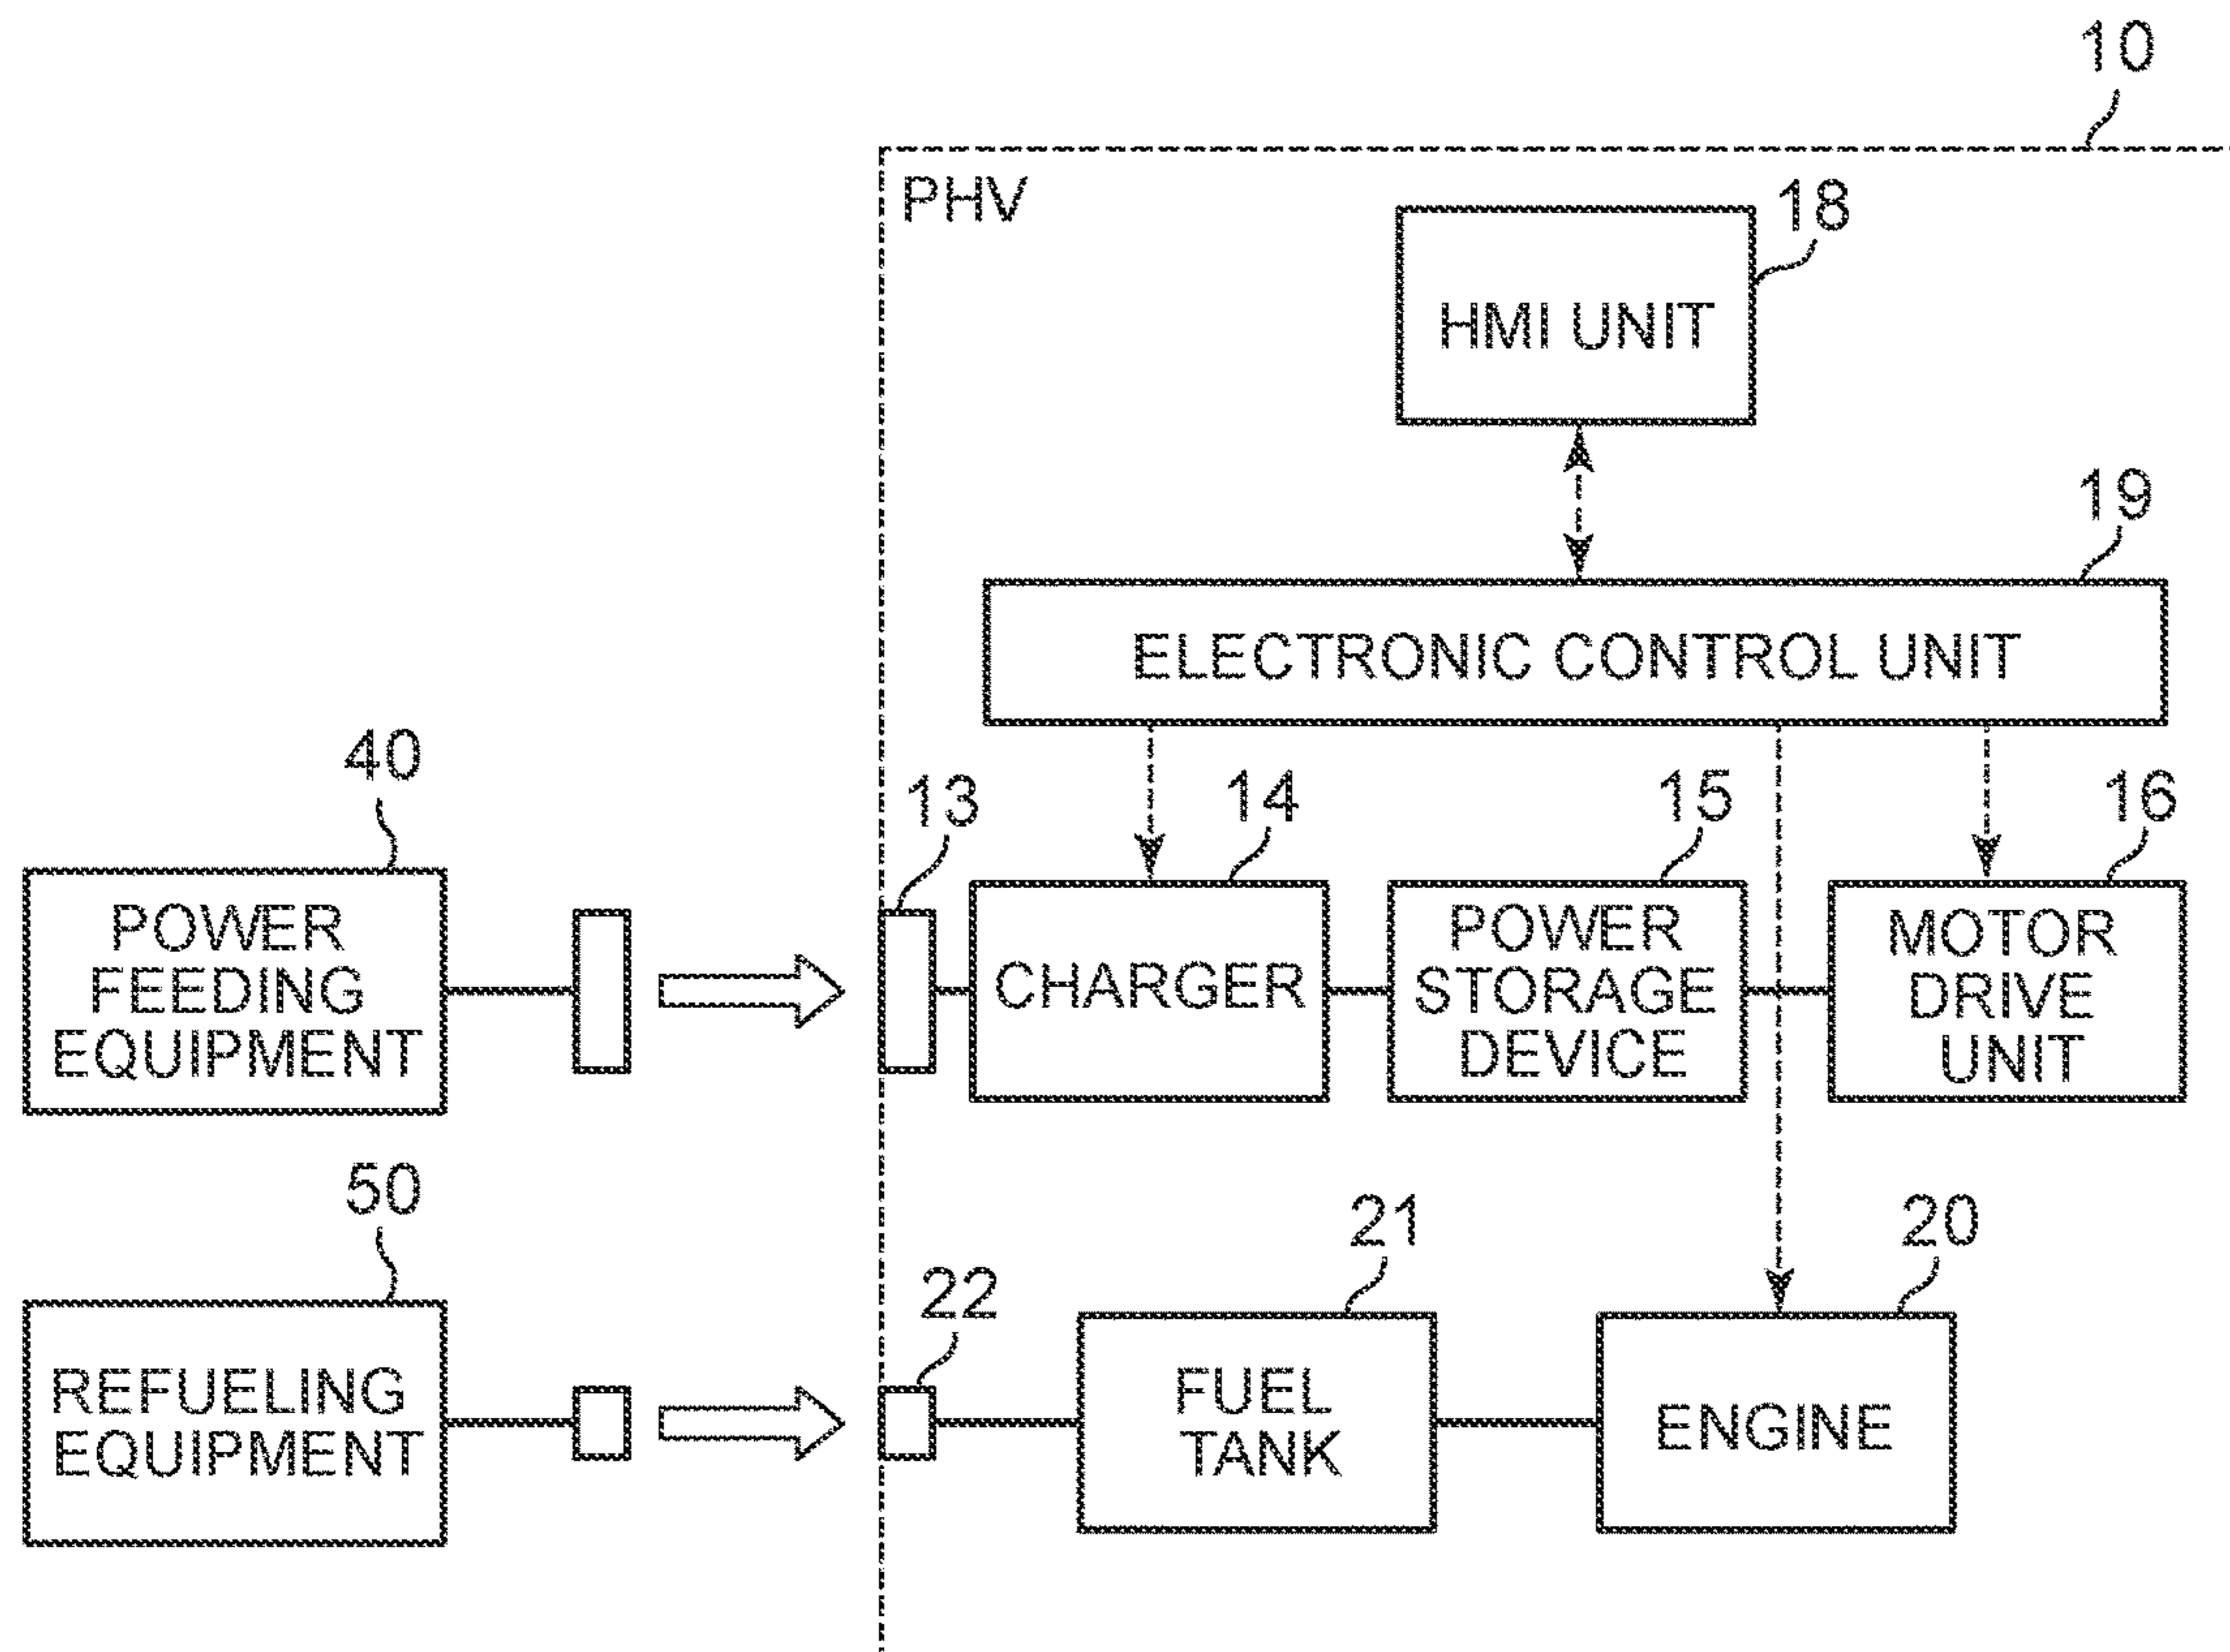 10
PHV
18
HMI UNIT
19
ELECTRONIC CONTROL UNIT
40
13
14
15
16
POWER
FEEDING
EQUIPMENT
CHARGER
POWER
STORAGE
DEVICE
MOTOR
DRIVE
UNIT
50
22
21
20
REFUELING
EQUIPMENT
FUEL
TANK
ENGINE